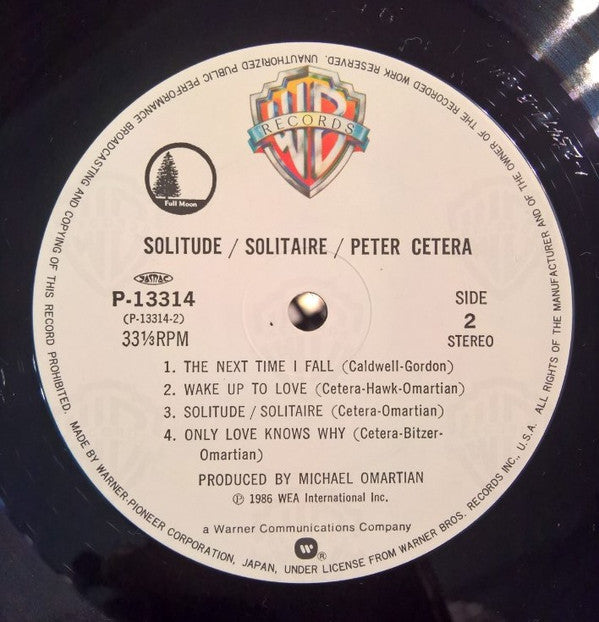 WB
RECORDS
Full Moon
SOLITUDE / SOLITAIRE / PETER CETERA
JASRAC
P-13314
(P-13314-2)
33⅓RPM
SIDE
2
STEREO
1. THE NEXT TIME I FALL (Caldwell-Gordon)
2. WAKE UP TO LOVE (Cetera-Hawk-Omartian)
3. SOLITUDE / SOLITAIRE (Cetera-Omartian)
4. ONLY LOVE KNOWS WHY (Cetera-Bitzer-
Omartian)
PRODUCED BY MICHAEL OMARTIAN
Ⓟ 1986 WEA International Inc.
a Warner Communications Company
®
MADE BY WARNER-PIONEER CORPORATION, JAPAN, UNDER LICENSE FROM WARNER BROS. RECORDS INC., U.S.A. ALL RIGHTS OF THE MANUFACTURER AND OF THE OWNER OF THE RECORDED WORK RESERVED. UNAUTHORIZED PUBLIC PERFORMANCE BROADCASTING AND COPYING OF THIS RECORD PROHIBITED.